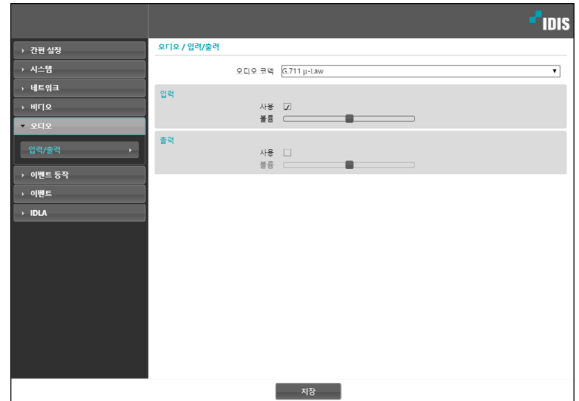 IDIS
간편 설정
시스템
네트워크
비디오
오디오
입력/출력
이벤트 동작
이벤트
IDLA
오디오 / 입력/출력
오디오 코덱 G.711 μ-Law
입력
사용
볼륨
출력
사용
볼륨
저장